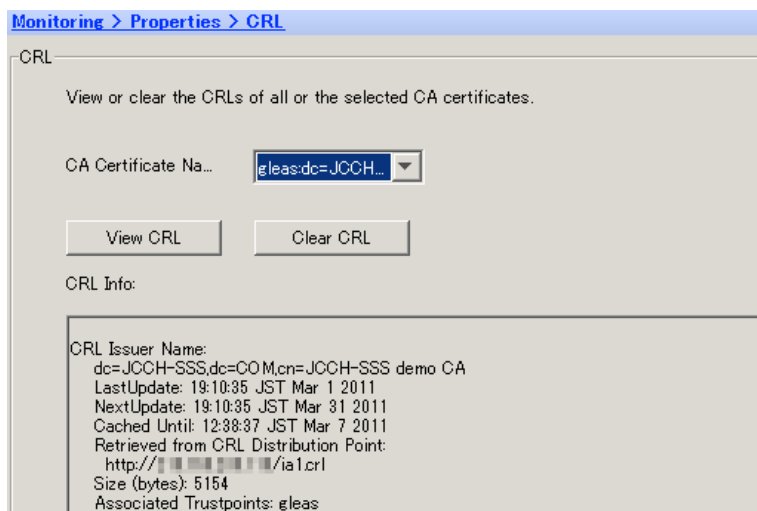 Monitoring > Properties > CRL
CRL
View or clear the CRLs of all or the selected CA certificates.
CA Certificate Na...
gleas:dc=JCCH...
View CRL
Clear CRL
CRL Info:
CRL Issuer Name:
dc=JCCH-SSS,dc=COM,cn=JCCH-SSS demo CA
LastUpdate: 19:10:35 JST Mar 1 2011
NextUpdate: 19:10:35 JST Mar 31 2011
Cached Until: 12:38:37 JST Mar 7 2011
Retrieved from CRL Distribution Point:
http:// /ia1.crl
Size (bytes): 5154
Associated Trustpoints: gleas